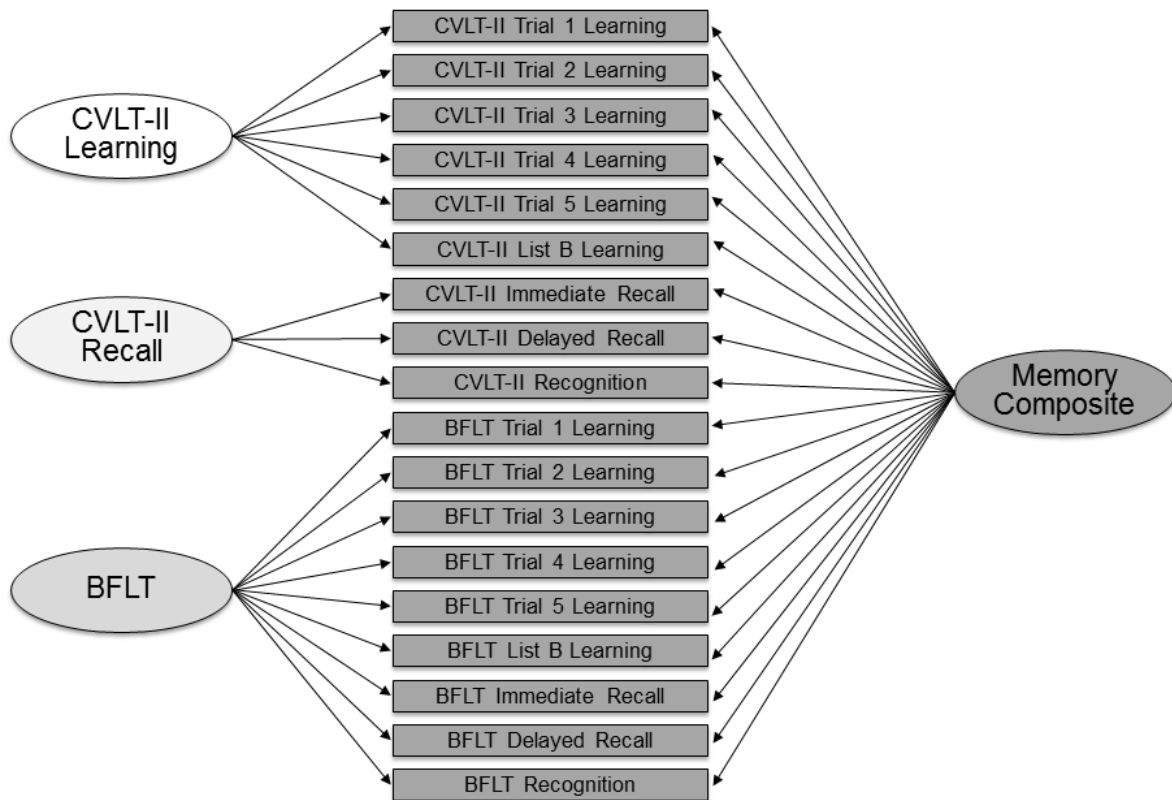 CVLT-II
Learning
CVLT-II
Recall
BFLT
CVLT-II Trial 1 Learning
CVLT-II Trial 2 Learning
CVLT-II Trial 3 Learning
CVLT-II Trial 4 Learning
CVLT-II Trial 5 Learning
CVLT-II List B Learning
CVLT-II Immediate Recall
CVLT-II Delayed Recall
CVLT-II Recognition
BFLT Trial 1 Learning
BFLT Trial 2 Learning
BFLT Trial 3 Learning
BFLT Trial 4 Learning
BFLT Trial 5 Learning
BFLT List B Learning
BFLT Immediate Recall
BFLT Delayed Recall
BFLT Recognition
Memory
Composite